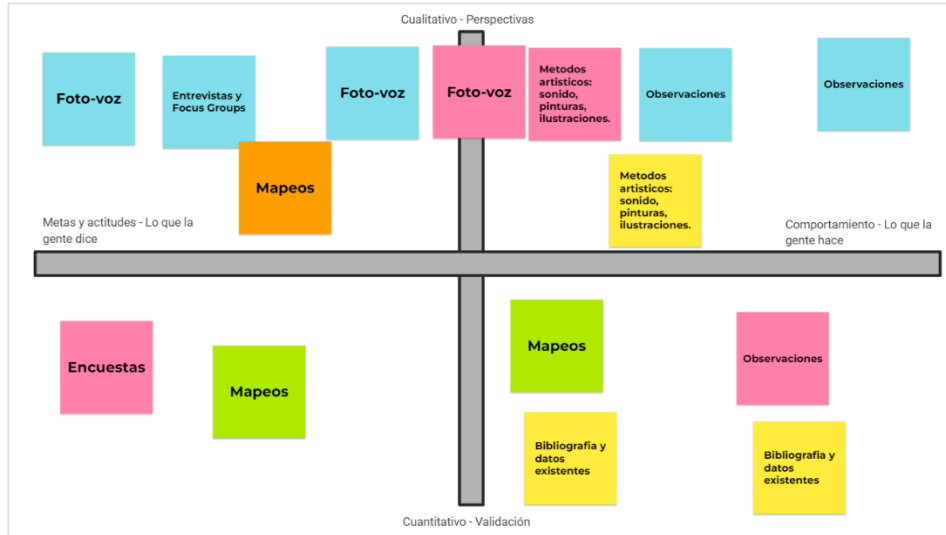 Cualitativo - Perspectivas
Foto-voz
Entrevistas y
Focus Groups
Foto-voz
Foto-voz
Metodos
artisticos:
sonido,
pinturas,
ilustraciones.
Observaciones
Observaciones
Mapeos
Metodos
artisticos:
sonido,
pinturas,
ilustraciones.
Metas y actitudes - Lo que la
gente dice
Comportamiento - Lo que la
gente hace
Encuestas
Mapeos
Mapeos
Observaciones
Bibliografia y
datos
existentes
Bibliografia y
datos
existentes
Cuantitativo - Validación